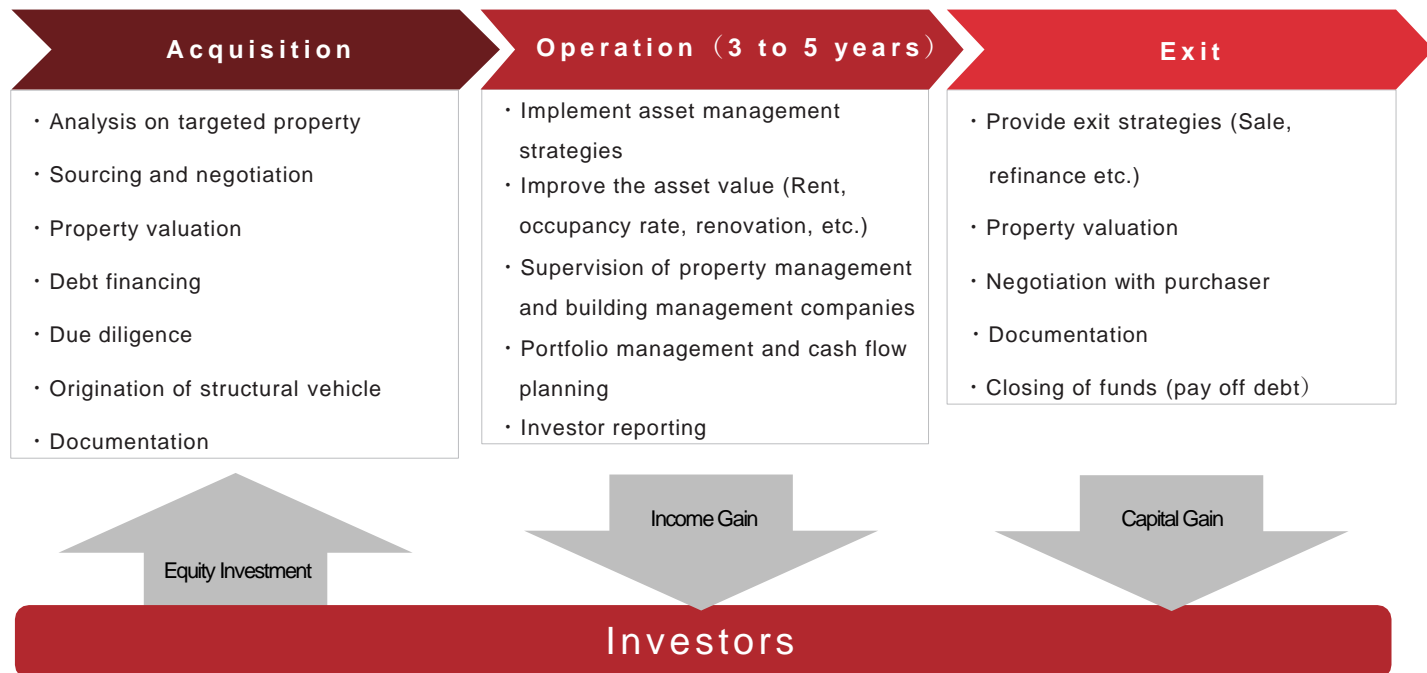 Acquisition
・Analysis on targeted property
・Sourcing and negotiation
・Property valuation
・Debt financing
・Due diligence
・Origination of structural vehicle
・Documentation
Operation（3 to 5 years）
・Implement asset management
strategies
・Improve the asset value (Rent,
occupancy rate, renovation, etc.)
・Supervision of property management
and building management companies
・Portfolio management and cash flow
planning
・Investor reporting
Exit
・Provide exit strategies (Sale,
refinance etc.)
・Property valuation
・Negotiation with purchaser
・Documentation
・Closing of funds (pay off debt）
Equity Investment
Income Gain
Capital Gain
Investors